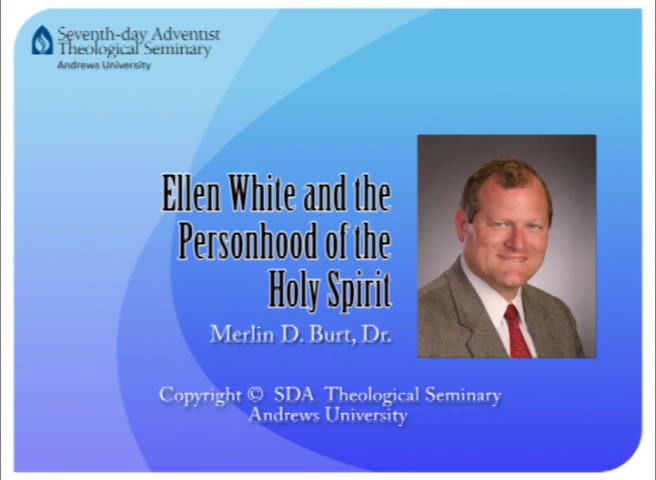 Seventh-day Adventist
Theological Seminary
Andrews University
Ellen White and the
Personhood of the
Holy Spirit
Merlin D. Burt, Dr.
Copyright © SDA Theological Seminary
Andrews University